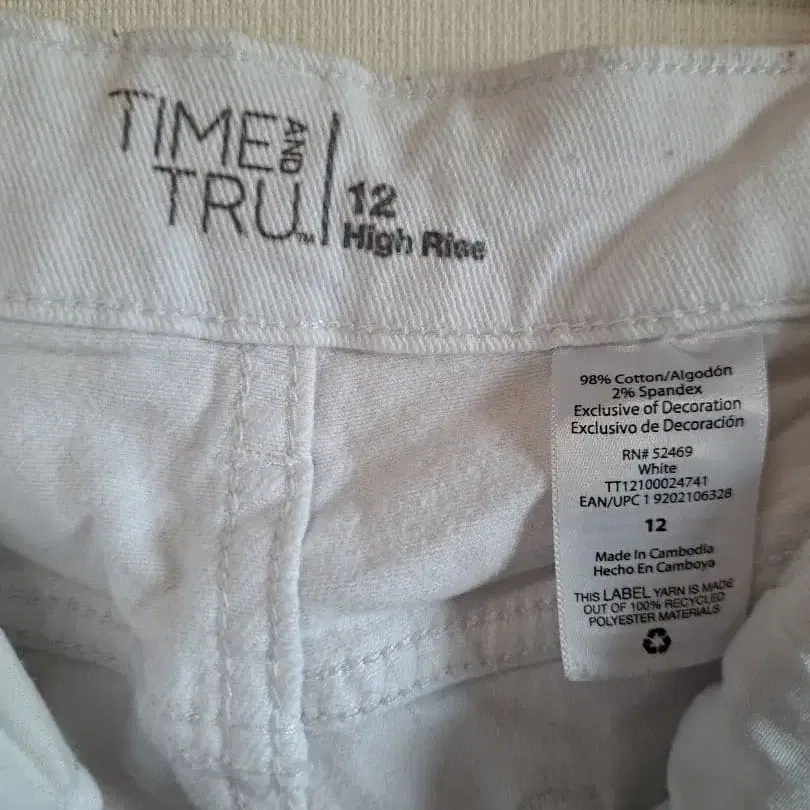 TIME AND
TRU™
12
High Rise
98% Cotton/Algodón
2% Spandex
Exclusive of Decoration
Exclusivo de Decoración
RN# 52469
White
TT12100024741
EAN/UPC 1 9202106328
12
Made In Cambodia
Hecho En Camboya
THIS LABEL YARN IS MADE
OUT OF 100% RECYCLED
POLYESTER MATERIALS